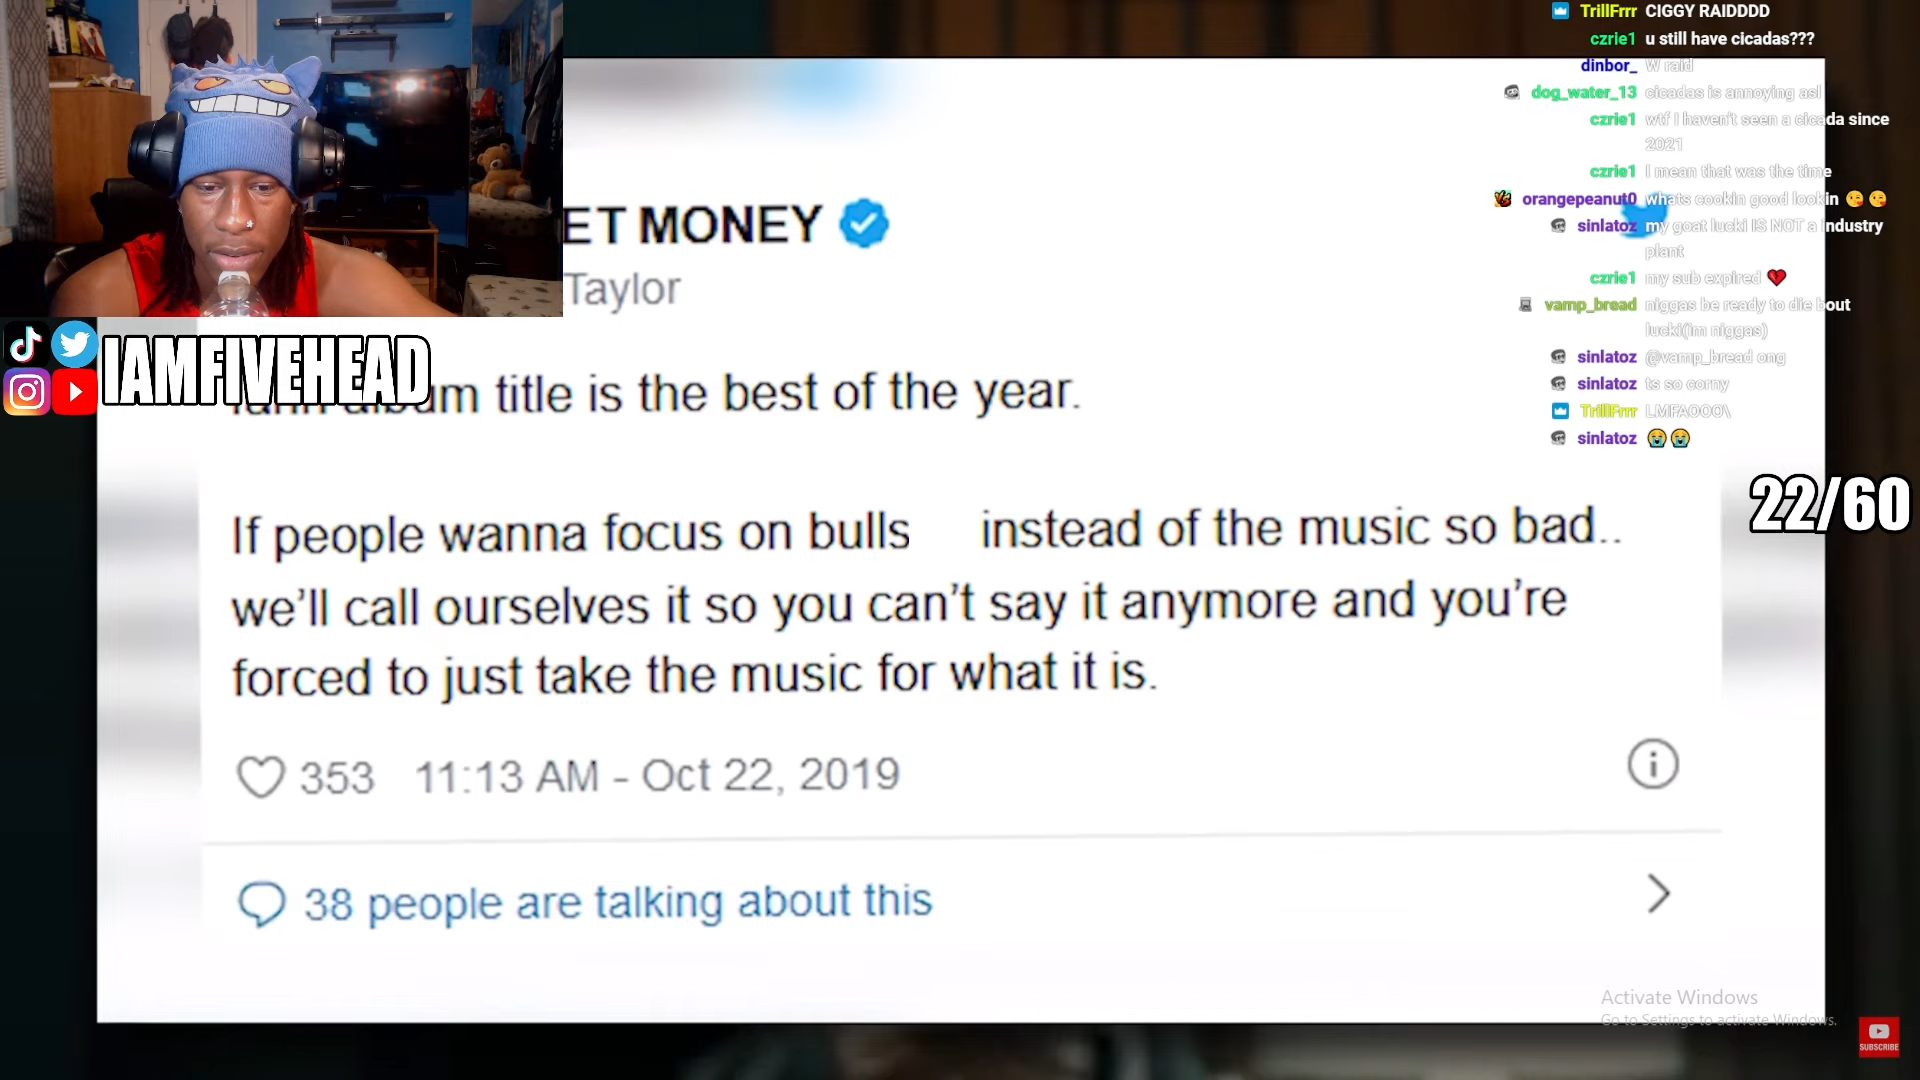 TrillFrrr CIGGY RAIDDDD
czrie1 u still have cicadas???
dinbor_ W raid
dog_water_13 cicadas is annoying asl
czrie1 wtf I haven't seen a cicada since
2021
czrie1 I mean that was the time
orangepeanut0 whats cookin good lookin 😘😘
sinlatoz my goat lucki IS NOT a industry
plant
czrie1 my sub expired 💔
vamp_bread niggas be ready to die bout
lucki(im niggas)
sinlatoz @vamp_bread ong
sinlatoz ts so corny
TrillFrrr LMFAOOO\
sinlatoz 😭😭
ET MONEY
Taylor
IAMFIVEHEAD
album title is the best of the year.
22/60
If people wanna focus on bulls instead of the music so bad..
we'll call ourselves it so you can't say it anymore and you're
forced to just take the music for what it is.
353 11:13 AM - Oct 22, 2019
38 people are talking about this
Activate Windows
Go to Settings to activate Windows.
SUBSCRIBE